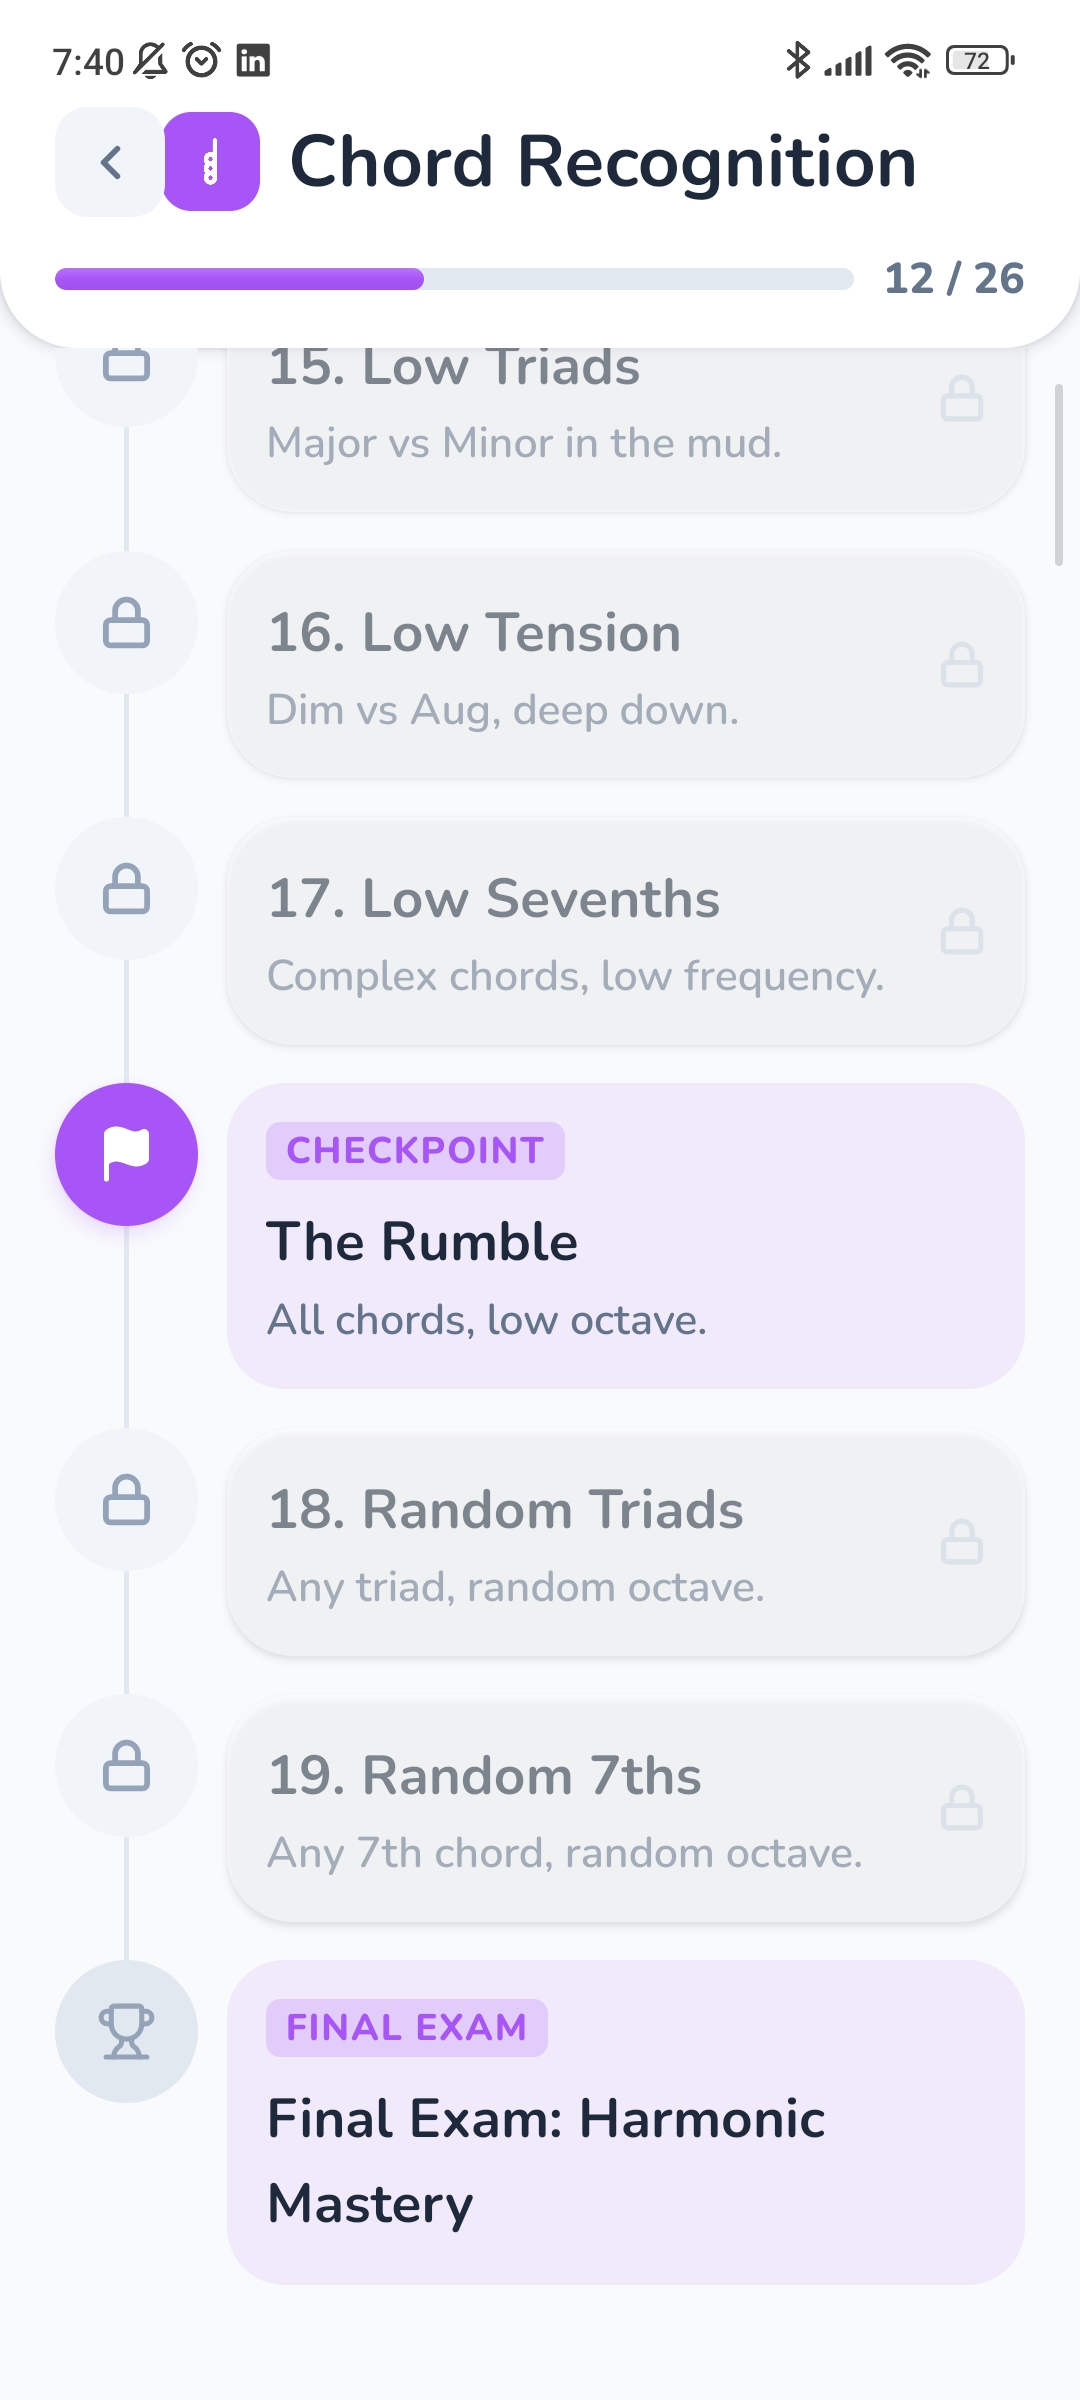 7:40
72
Chord Recognition
12 / 26
15. Low Triads
Major vs Minor in the mud.
16. Low Tension
Dim vs Aug, deep down.
17. Low Sevenths
Complex chords, low frequency.
CHECKPOINT
The Rumble
All chords, low octave.
18. Random Triads
Any triad, random octave.
19. Random 7ths
Any 7th chord, random octave.
FINAL EXAM
Final Exam: Harmonic
Mastery